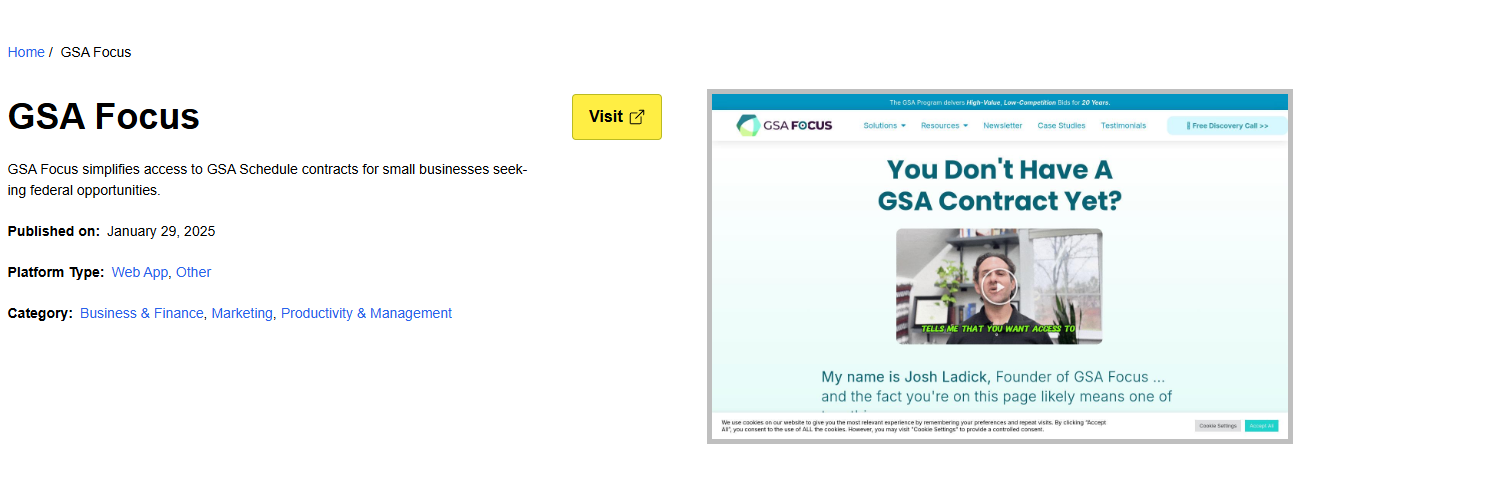 Home / GSA Focus
GSA Focus
Visit
GSA Focus simplifies access to GSA Schedule contracts for small businesses seek-
ing federal opportunities.
Published on: January 29, 2025
Platform Type: Web App, Other
Category: Business & Finance, Marketing, Productivity & Management
The GSA Program delivers High-Value, Low-Competition Bids for 20 Years.
GSA FOCUS
Solutions
Resources
Newsletter
Case Studies
Testimonials
Free Discovery Call >>
You Don't Have A
GSA Contract Yet?
TELLS ME THAT YOU WANT ACCESS TO
My name is Josh Ladick, Founder of GSA Focus ...
and the fact you're on this page likely means one of
We use cookies on our website to give you the most relevant experience by remembering your preferences and repeat visits. By clicking "Accept
All", you consent to the use of ALL the cookies. However, you may visit "Cookie Settings" to provide a controlled consent.
Cookie Settings
Accept All